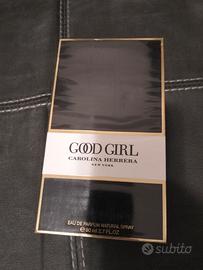 GOOD GIRL
CAROLINA HERRERA
NEW YORK
EAU DE PARFUM NATURAL SPRAY
80 ml 2.7 FL.OZ
subito